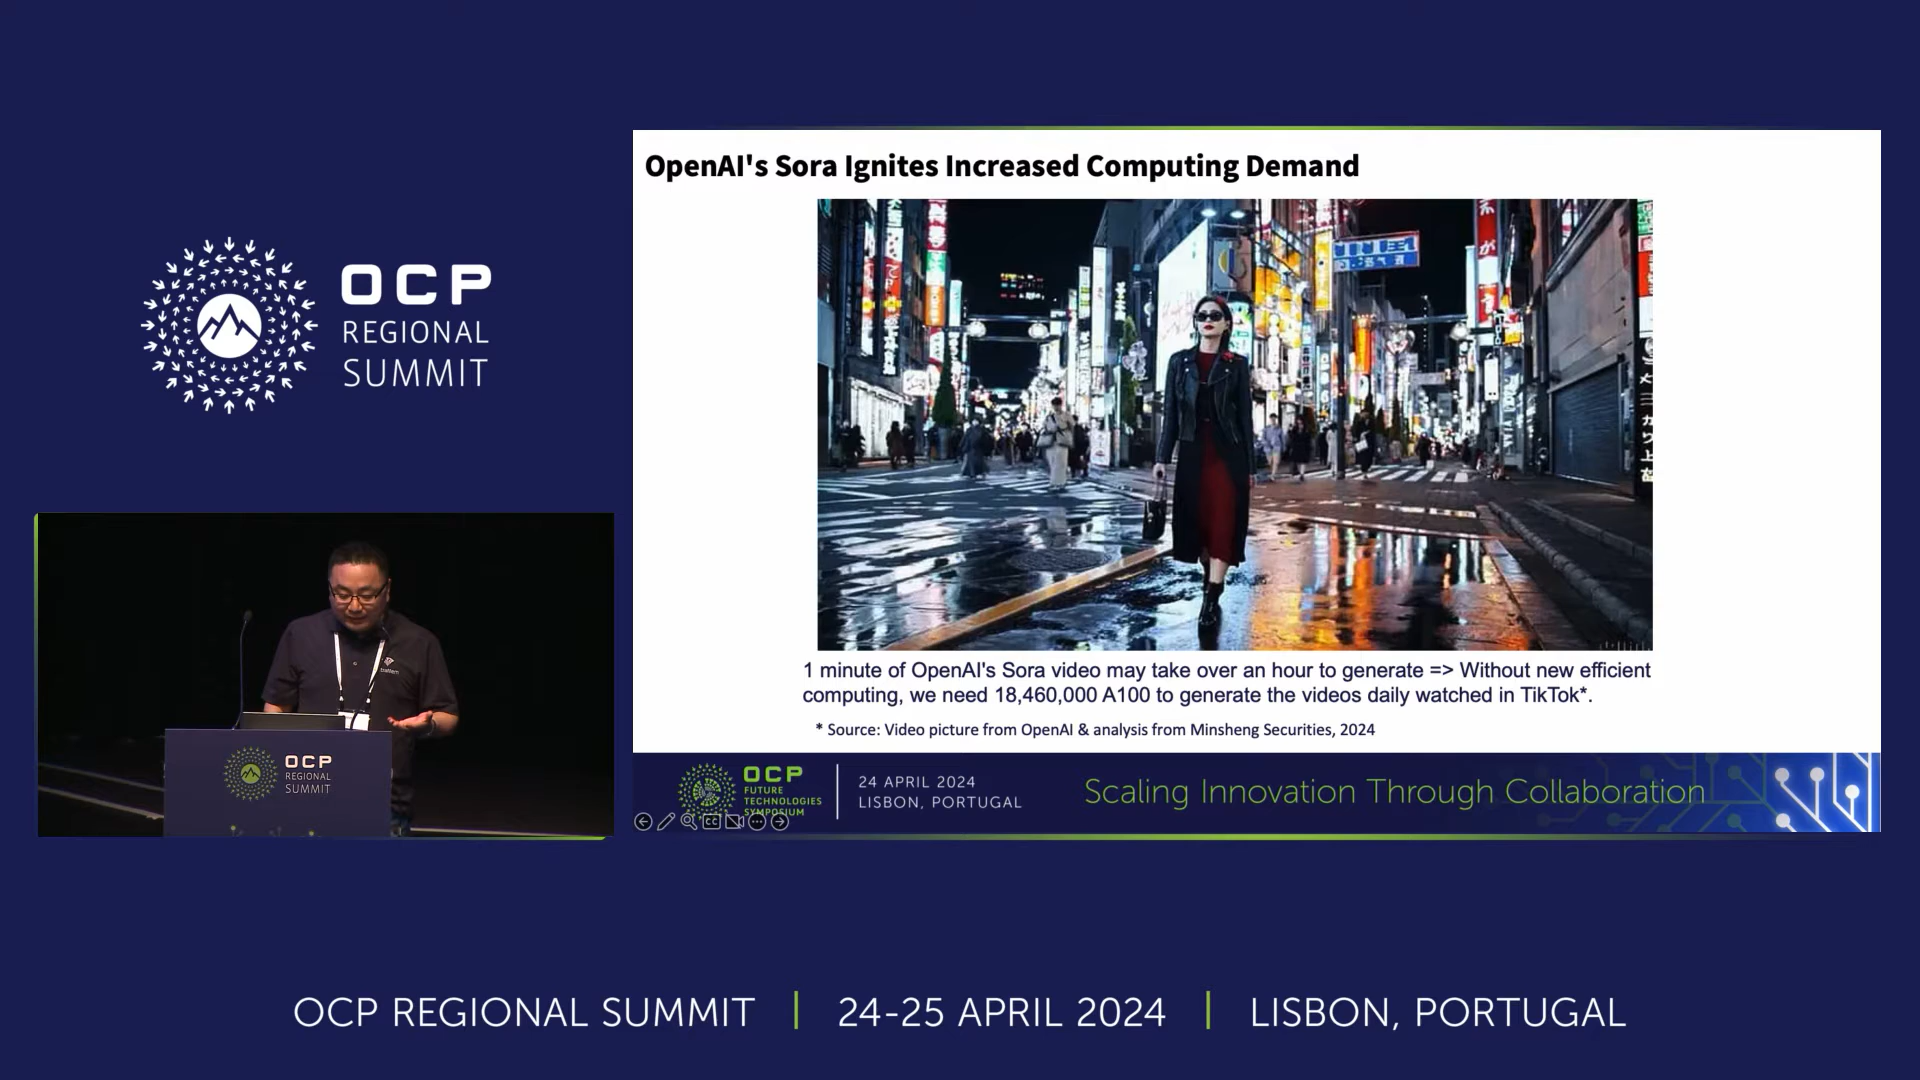 OCP
REGIONAL
SUMMIT
OpenAI's Sora Ignites Increased Computing Demand
1 minute of OpenAI's Sora video may take over an hour to generate => Without new efficient
computing, we need 18,460,000 A100 to generate the videos daily watched in TikTok*.
* Source: Video picture from OpenAI & analysis from Minsheng Securities, 2024
OCP
FUTURE
TECHNOLOGIES
SYMPOSIUM
24 APRIL 2024
LISBON, PORTUGAL
Scaling Innovation Through Collaboration
OCP
REGIONAL
SUMMIT
OCP REGIONAL SUMMIT | 24-25 APRIL 2024 | LISBON, PORTUGAL